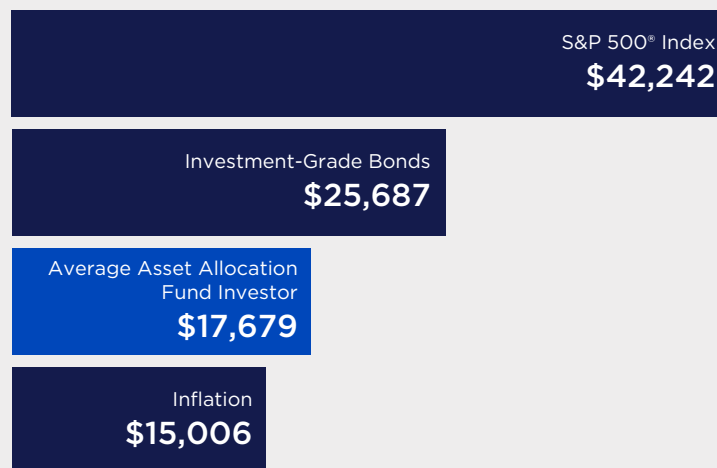 S&P 500® Index
$42,242
Investment-Grade Bonds
$25,687
Average Asset Allocation
Fund Investor
$17,679
Inflation
$15,006